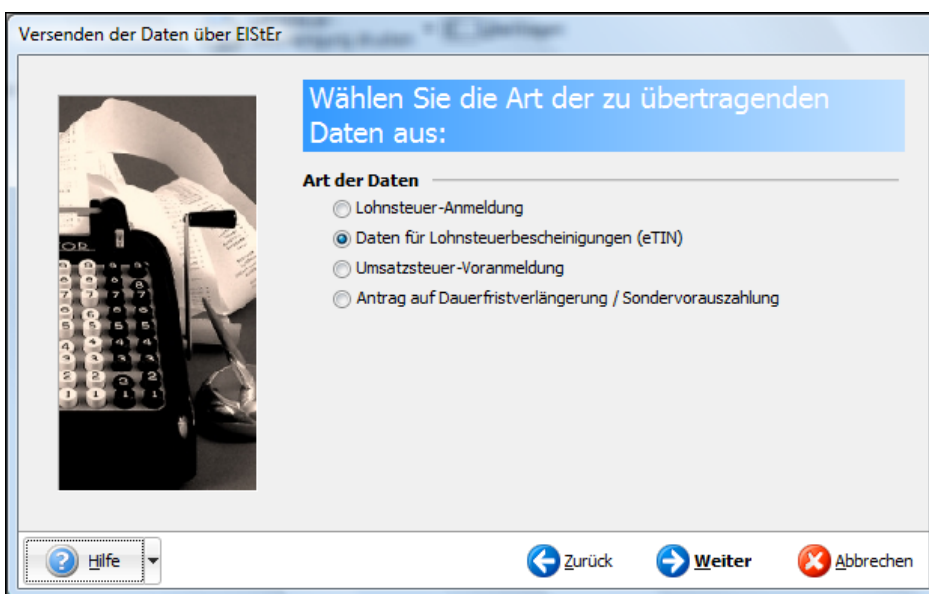 Versenden der Daten über ElStEr
Wählen Sie die Art der zu übertragenden
Daten aus:
Art der Daten
Lohnsteuer-Anmeldung
Daten für Lohnsteuerbescheinigungen (eTIN)
Umsatzsteuer-Voranmeldung
Antrag auf Dauerfristverlängerung / Sondervorauszahlung
Hilfe
Zurück
Weiter
Abbrechen